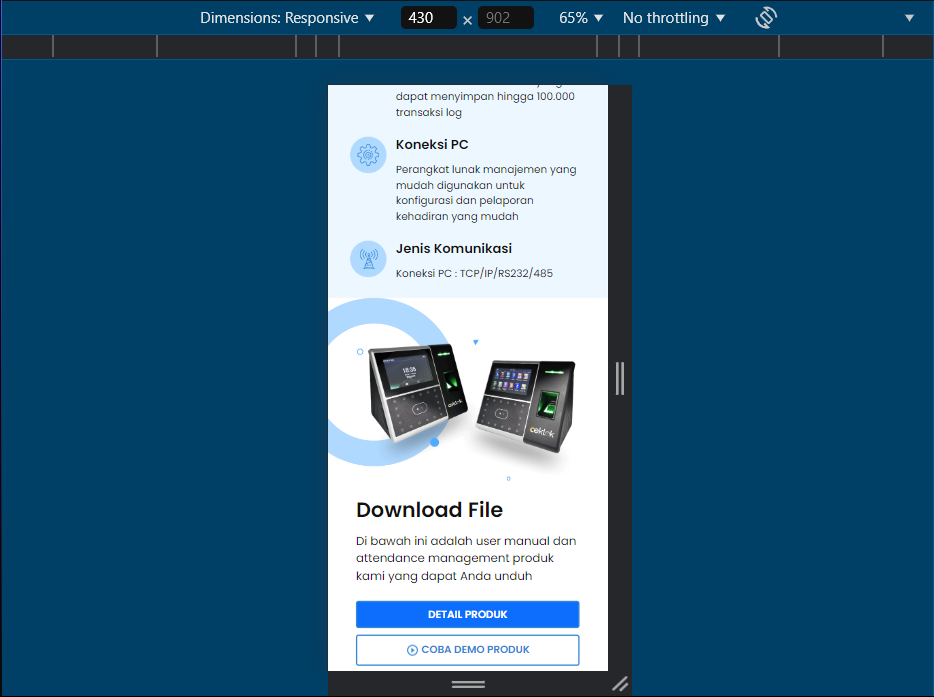 Dimensions: Responsive 430 × 902 65% No throttling
dapat menyimpan hingga 100.000
transaksi log
Koneksi PC
Perangkat lunak manajemen yang
mudah digunakan untuk
konfigurasi dan pelaporan
kehadiran yang mudah
Jenis Komunikasi
Koneksi PC : TCP/IP/RS232/485
cektok
Download File
Di bawah ini adalah user manual dan
attendance management produk
kami yang dapat Anda unduh
DETAIL PRODUK
COBA DEMO PRODUK